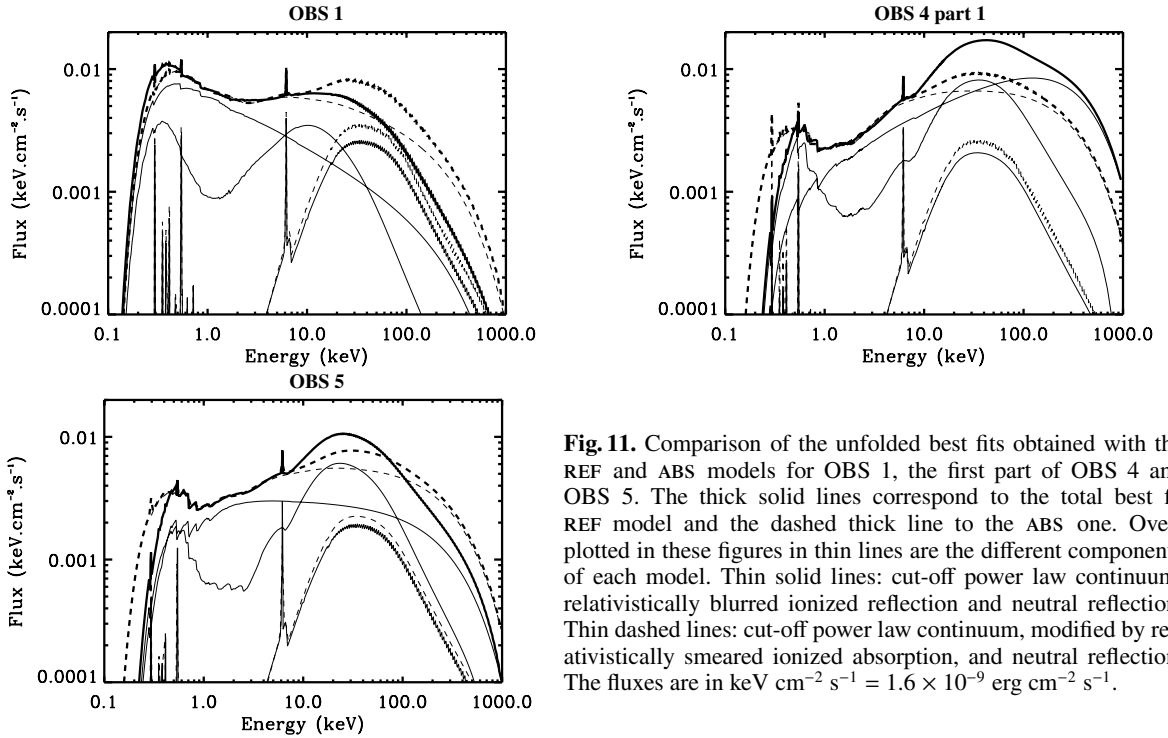 OBS 1
0.01
0.001
0.0001
Flux (keV.cm⁻².s⁻¹)
0.1 1.0 10.0 100.0 1000.0
Energy (keV)
OBS 4 part 1
0.01
0.001
0.0001
Flux (keV.cm⁻².s⁻¹)
0.1 1.0 10.0 100.0 1000.0
Energy (keV)
OBS 5
0.01
0.001
0.0001
Flux (keV.cm⁻².s⁻¹)
0.1 1.0 10.0 100.0 1000.0
Energy (keV)
Fig. 11. Comparison of the unfolded best fits obtained with th
REF and ABS models for OBS 1, the first part of OBS 4 an
OBS 5. The thick solid lines correspond to the total best f
REF model and the dashed thick line to the ABS one. Over
plotted in these figures in thin lines are the different component
of each model. Thin solid lines: cut-off power law continuum
relativistically blurred ionized reflection and neutral reflection
Thin dashed lines: cut-off power law continuum, modified by re
ativistically smeared ionized absorption, and neutral reflection
The fluxes are in keV cm⁻² s⁻¹ = 1.6 × 10⁻⁹ erg cm⁻² s⁻¹.